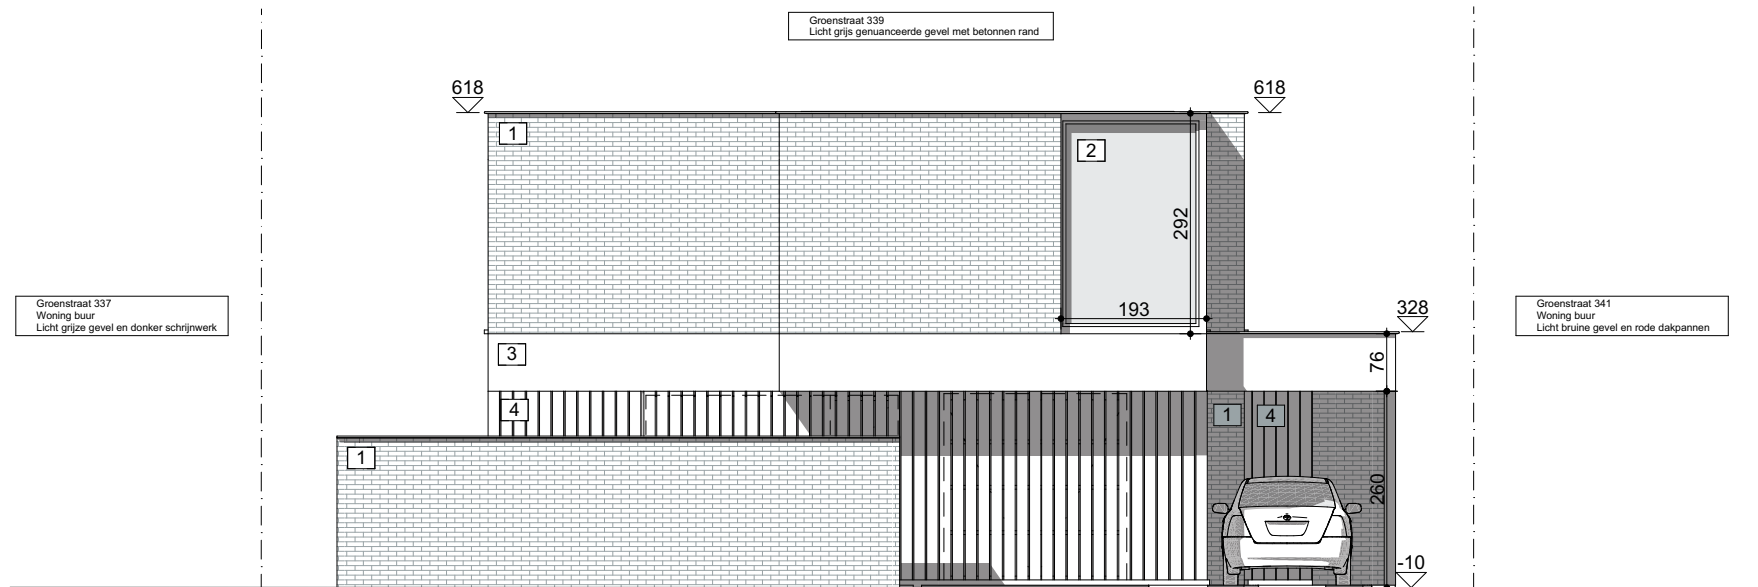 Groenstraat 339
Licht grijs genuanceerde gevel met betonnen rand
618
618
1
2
292
193
Groenstraat 337
Woning buur
Licht grijze gevel en donker schrijnwerk
328
Groenstraat 341
Woning buur
Licht bruine gevel en rode dakpannen
3
76
4
1
4
1
260
-10